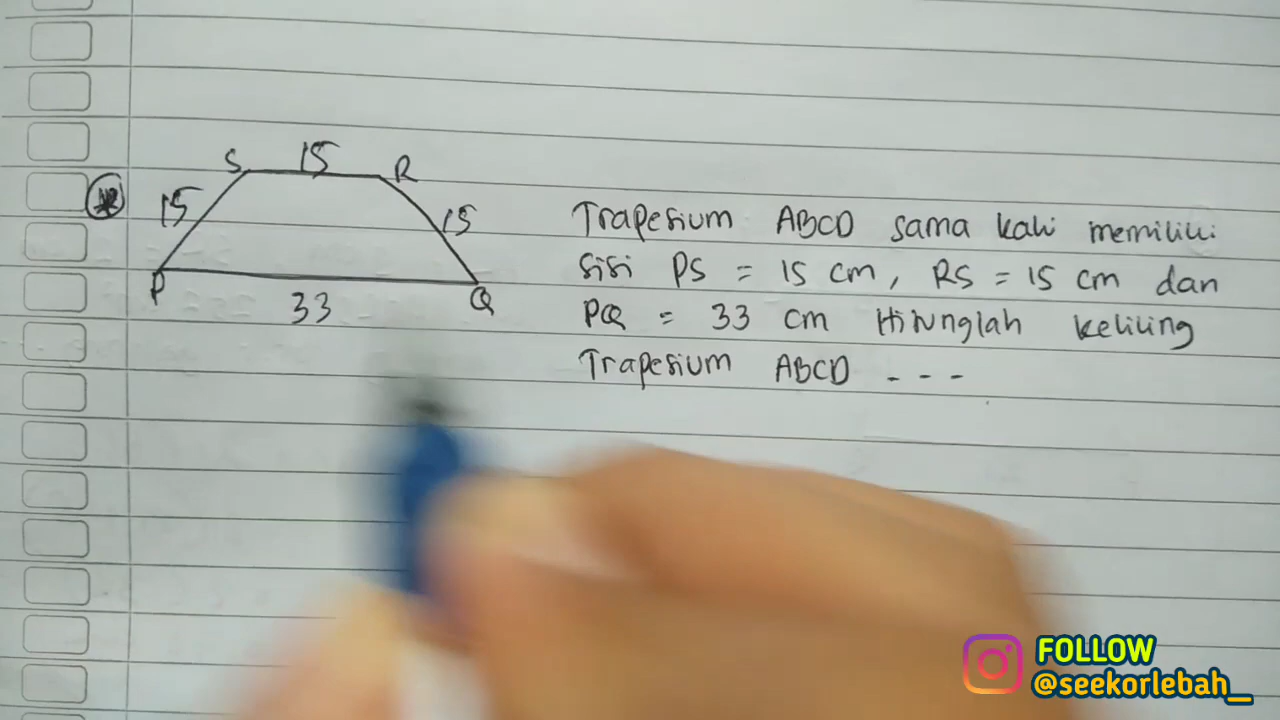 S 15 R
15 15
P 33 Q
Trapesium ABCD sama kaki memiliki
sisi PS = 15 cm, RS = 15 cm dan
PQ = 33 cm Hitunglah keliling
Trapesium ABCD ---
FOLLOW
@seekorlebah_